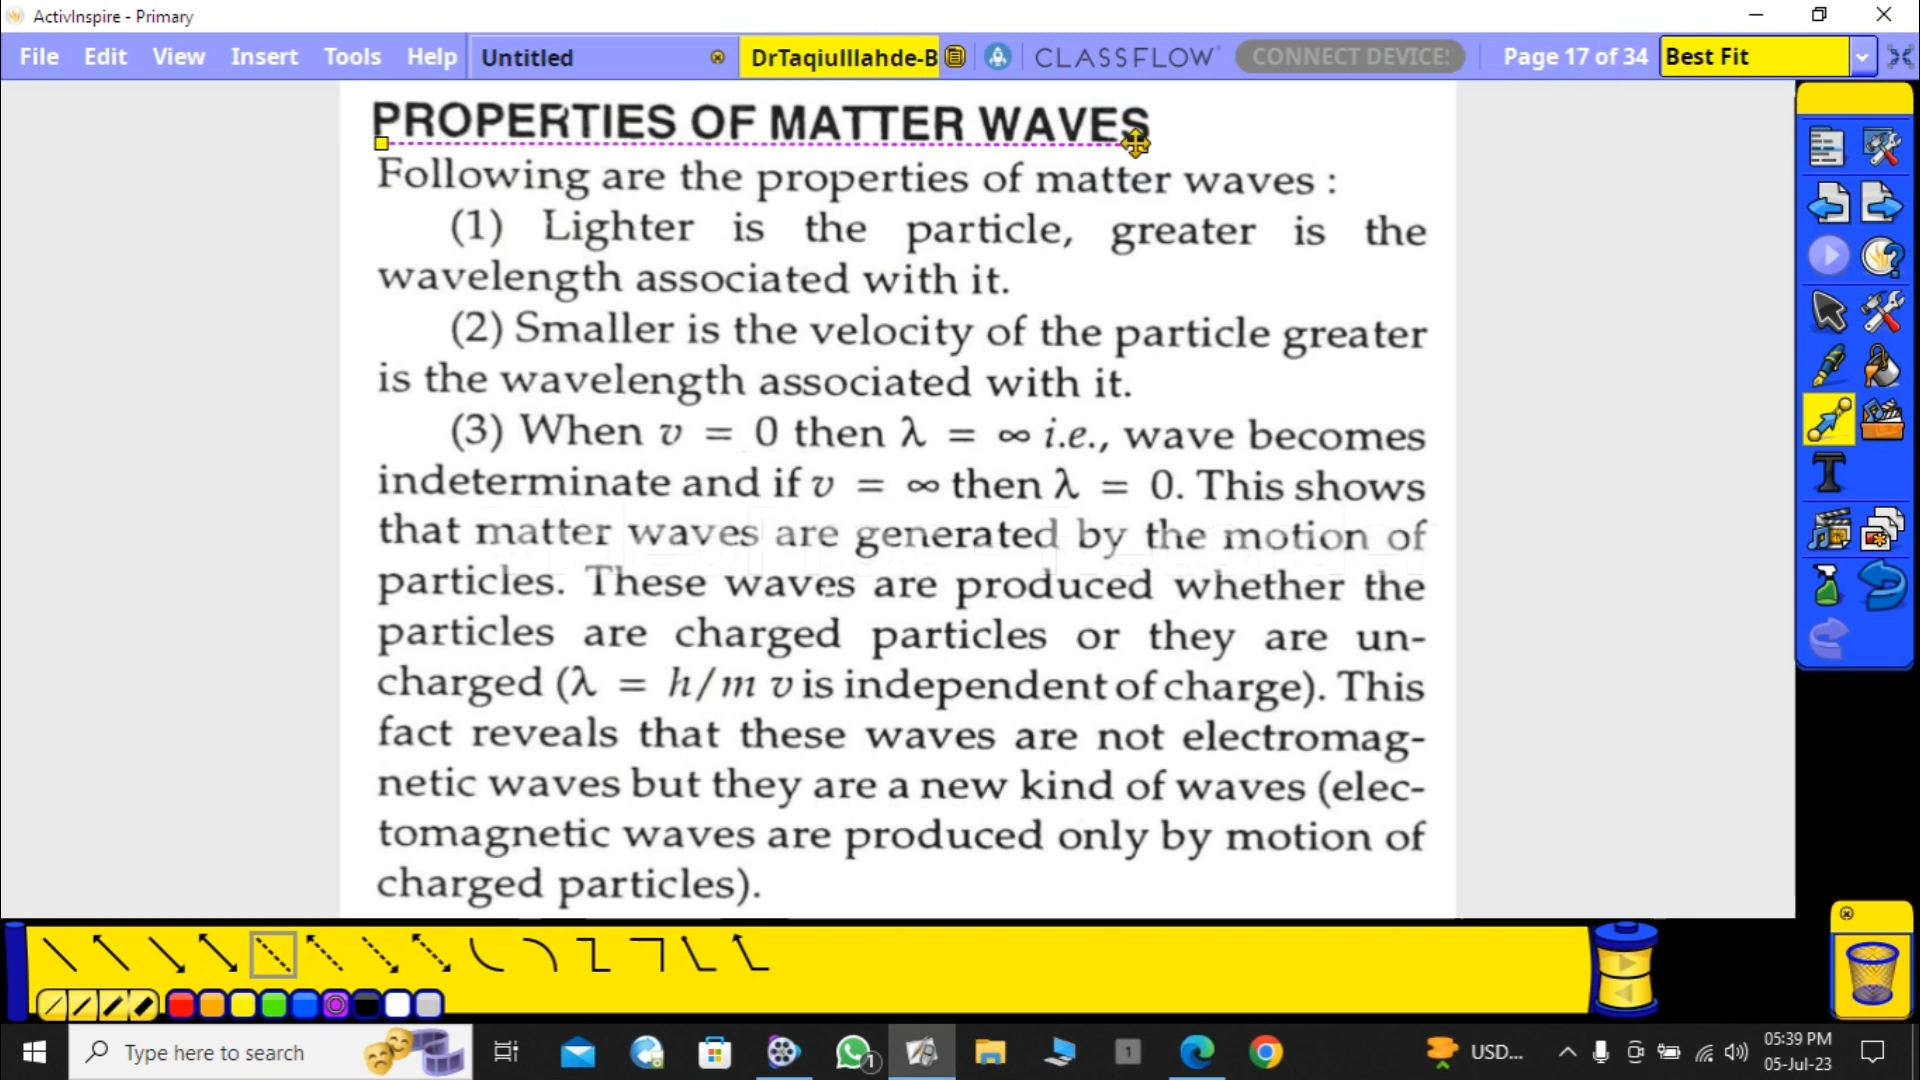 ActivInspire - Primary
File Edit View Insert Tools Help Untitled DrTaqiulllahde-B CLASSFLOW CONNECT DEVICE! Page 17 of 34 Best Fit
PROPERTIES OF MATTER WAVES
Following are the properties of matter waves :
(1) Lighter is the particle, greater is the
wavelength associated with it.
(2) Smaller is the velocity of the particle greater
is the wavelength associated with it.
(3) When v = 0 then λ = ∞ i.e., wave becomes
indeterminate and if v = ∞ then λ = 0. This shows
that matter waves are generated by the motion of
particles. These waves are produced whether the
particles are charged particles or they are un-
charged (λ = h/m v is independent of charge). This
fact reveals that these waves are not electromag-
netic waves but they are a new kind of waves (elec-
tomagnetic waves are produced only by motion of
charged particles).
Type here to search
1
1
USD...
05:39 PM
05-Jul-23